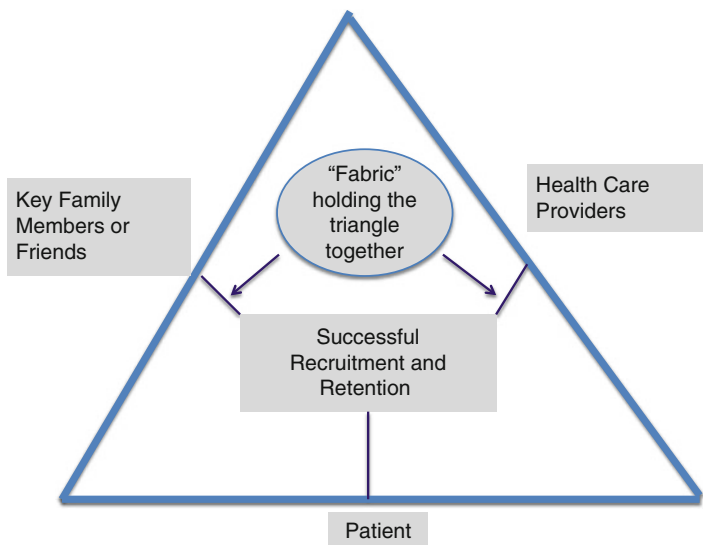 “Fabric”
holding the
triangle
together
Key Family
Members or
Friends
Health Care
Providers
Successful
Recruitment and
Retention
Patient